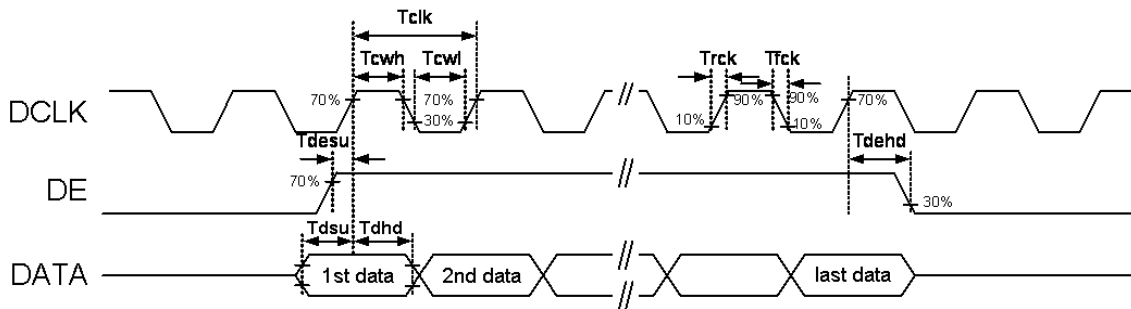 Tclk
Tcwh Tcwl Trck Tfck
DCLK 70% 70% 30% 10% 90% 90% 10% 70%
Tdesu Tdehd
DE 70% 30%
Tdsu Tdhd
DATA 1st data 2nd data last data